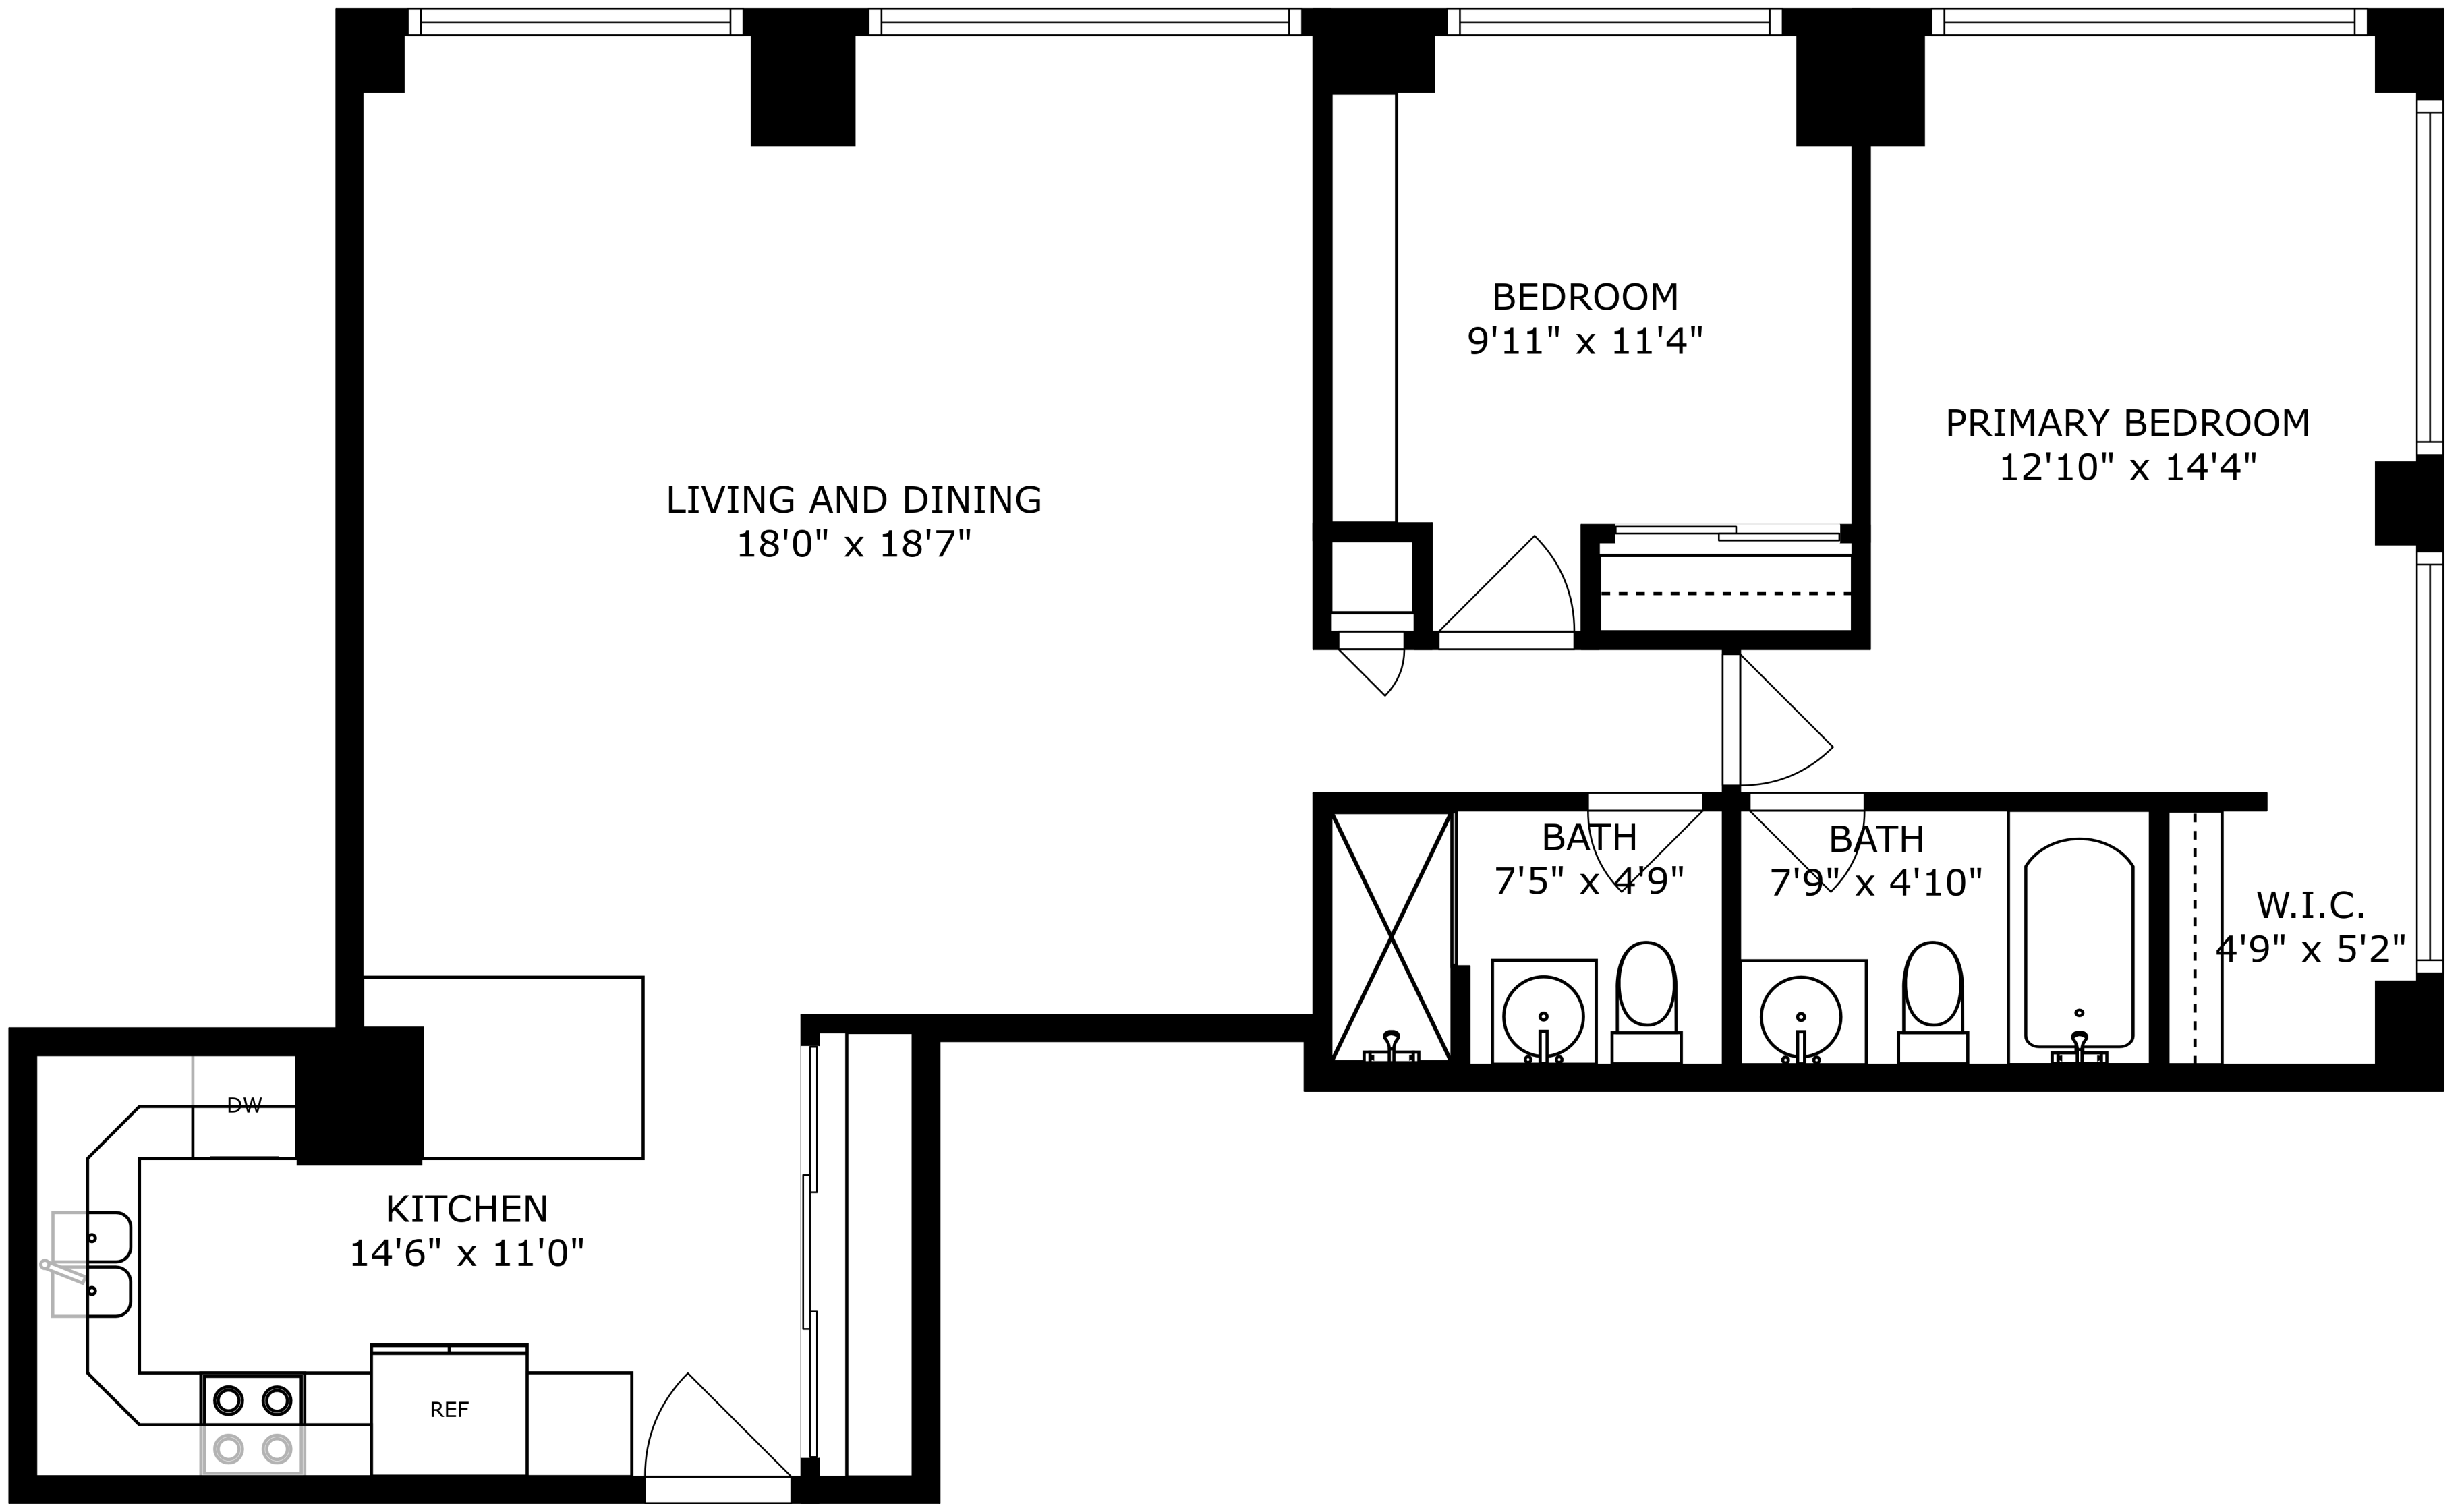 BEDROOM
9'11" x 11'4"
PRIMARY BEDROOM
12'10" x 14'4"
LIVING AND DINING
18'0" x 18'7"
BATH
7'5" x 4'9"
BATH
7'9" x 4'10"
W.I.C.
4'9" x 5'2"
DW
KITCHEN
14'6" x 11'0"
REF